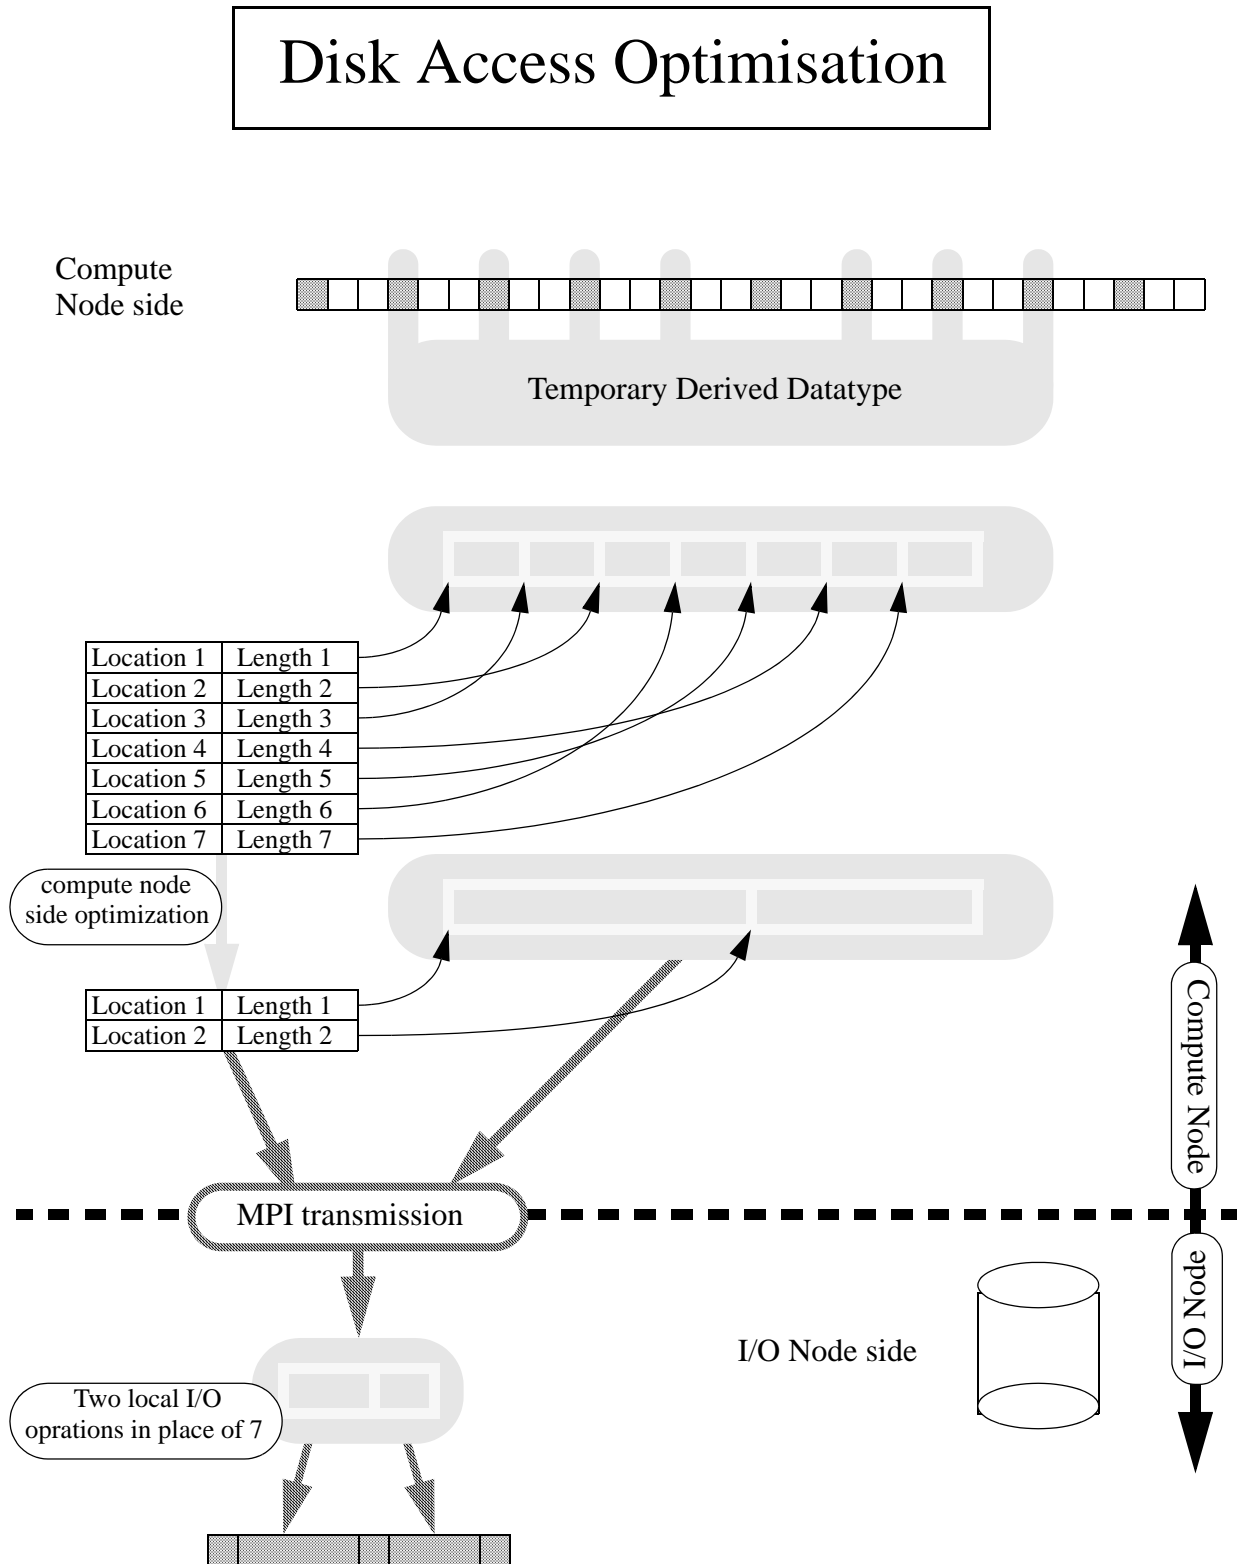 Disk Access Optimisation
Compute
Node side
Temporary Derived Datatype
Location 1 Length 1
Location 2 Length 2
Location 3 Length 3
Location 4 Length 4
Location 5 Length 5
Location 6 Length 6
Location 7 Length 7
compute node
side optimization
Location 1 Length 1
Location 2 Length 2
Compute Node
MPI transmission
I/O Node
I/O Node side
Two local I/O
oprations in place of 7